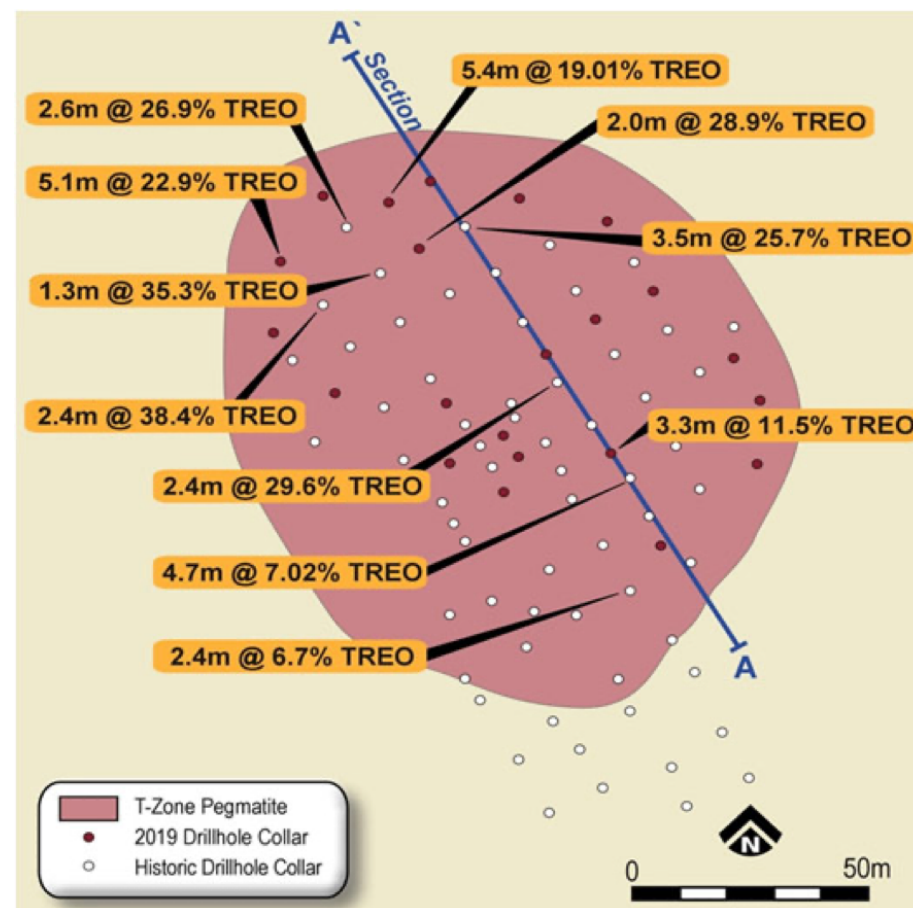 A`
Section
5.4m @ 19.01% TREO
2.6m @ 26.9% TREO
2.0m @ 28.9% TREO
5.1m @ 22.9% TREO
3.5m @ 25.7% TREO
1.3m @ 35.3% TREO
2.4m @ 38.4% TREO
3.3m @ 11.5% TREO
2.4m @ 29.6% TREO
4.7m @ 7.02% TREO
2.4m @ 6.7% TREO
A
T-Zone Pegmatite
2019 Drillhole Collar
Historic Drillhole Collar
N
0 50m